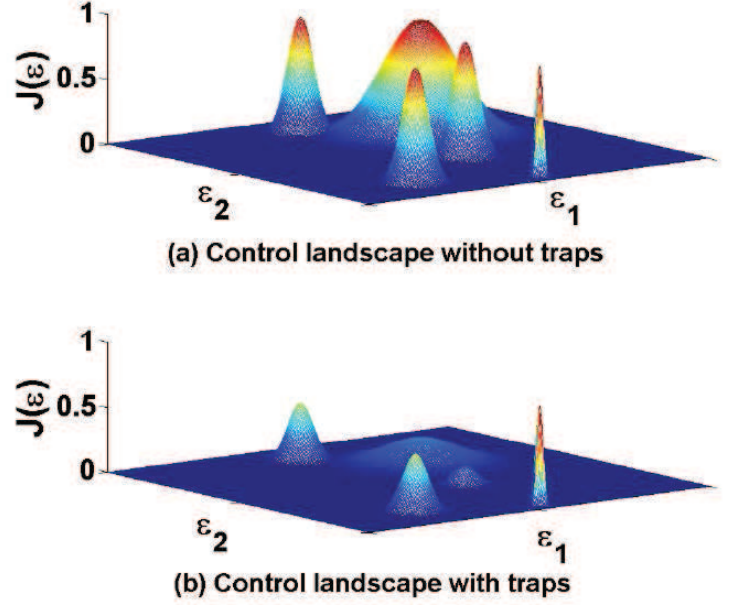 1
0.5
0
J(ε)
ε2
ε1
(a) Control landscape without traps
1
0.5
0
J(ε)
ε2
ε1
(b) Control landscape with traps